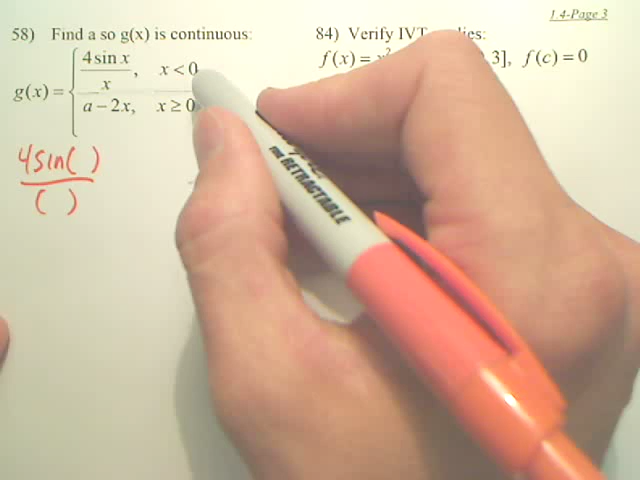 1.4-Page 3
58) Find a so g(x) is continuous:
g(x) = { 4 sin x / x, x < 0
a − 2x, x ≥ 0
84) Verify IVT
f(x) = 3], f(c) = 0
4sin( )
( )
RETRACTABLE